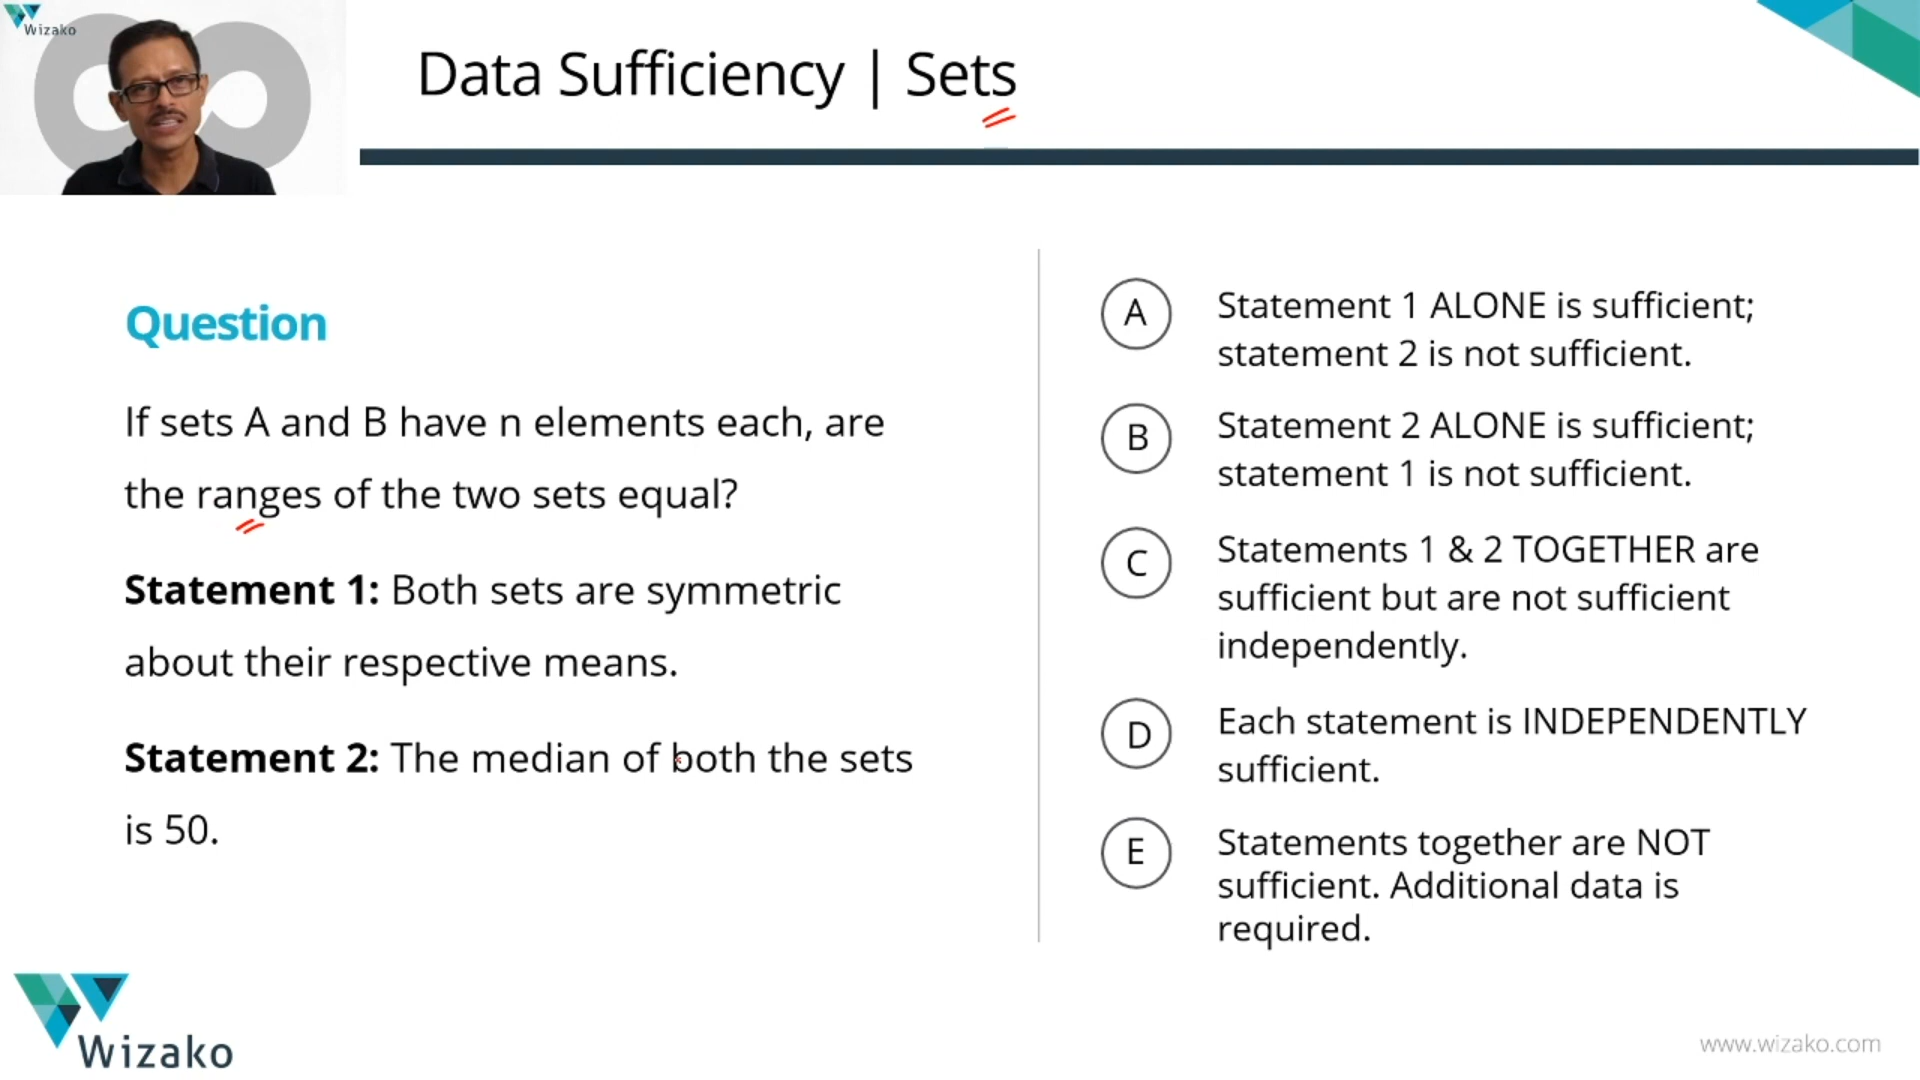 Wizako
Data Sufficiency | Sets
Question
If sets A and B have n elements each, are
the ranges of the two sets equal?
Statement 1: Both sets are symmetric
about their respective means.
Statement 2: The median of both the sets
is 50.
A
Statement 1 ALONE is sufficient;
statement 2 is not sufficient.
B
Statement 2 ALONE is sufficient;
statement 1 is not sufficient.
C
Statements 1 & 2 TOGETHER are
sufficient but are not sufficient
independently.
D
Each statement is INDEPENDENTLY
sufficient.
E
Statements together are NOT
sufficient. Additional data is
required.
Wizako
www.wizako.com